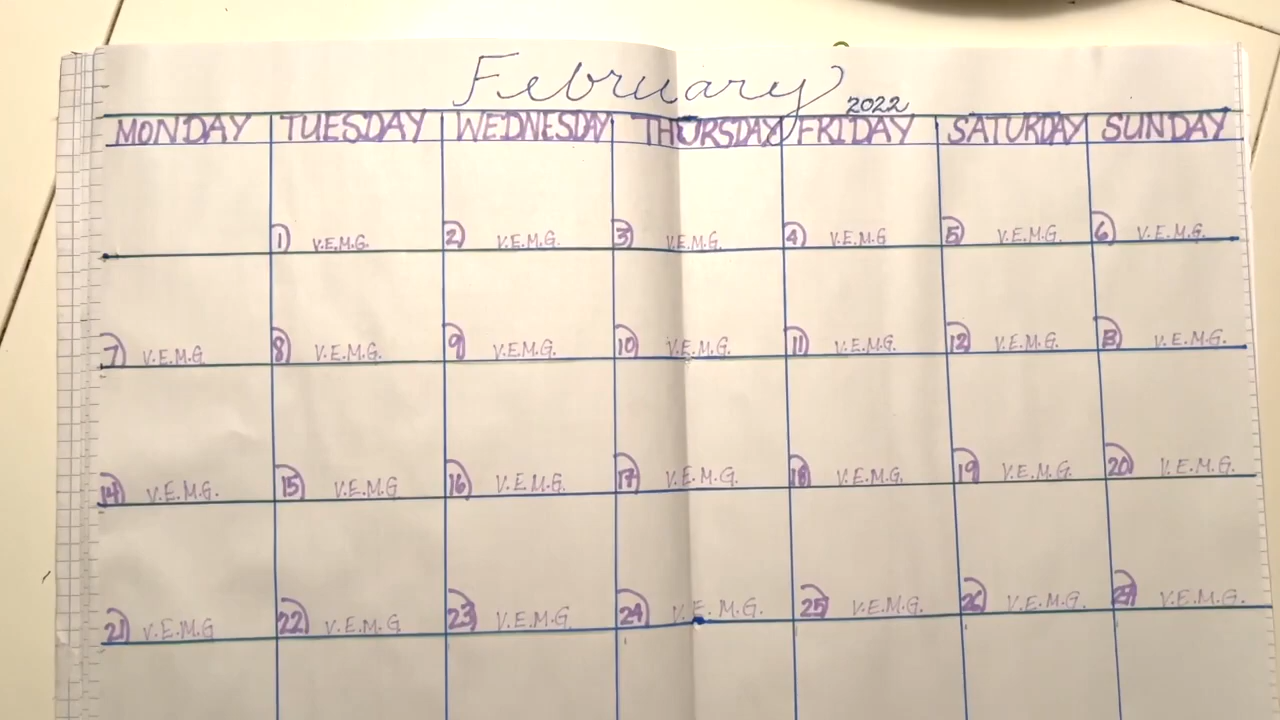 February
2022
MONDAY TUESDAY WEDNESDAY THURSDAY FRIDAY SATURDAY SUNDAY
1 V.E.M.G. 2 V.E.M.G. 3 V.E.M.G. 4 V.E.M.G 5 V.E.M.G. 6 V.E.M.G.
7 V.E.M.G. 8 V.E.M.G. 9 V.E.M.G. 10 V.E.M.G. 11 V.E.M.G. 12 V.E.M.G. 13 V.E.M.G.
14 V.E.M.G. 15 V.E.M.G 16 V.E.M.G. 17 V.E.M.G. 18 V.E.M.G. 19 V.E.M.G. 20 V.E.M.G.
21 V.E.M.G 22 V.E.M.G 23 V.E.M.G. 24 V.E.M.G. 25 V.E.M.G. 26 V.E.M.G. 27 V.E.M.G.